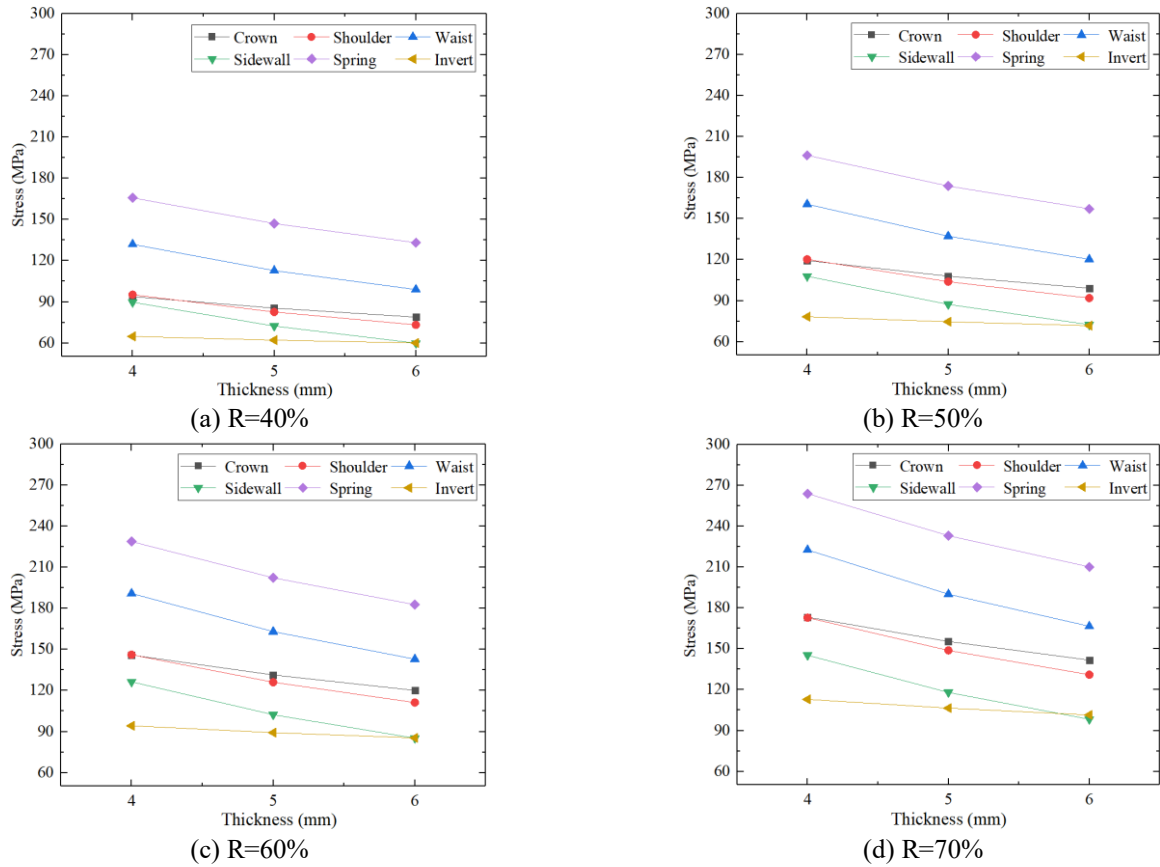 300
270
240
210
180
150
120
90
60
Stress (MPa)
Crown Shoulder Waist
Sidewall Spring Invert
4 5 6
Thickness (mm)
(a) R=40%
300
270
240
210
180
150
120
90
60
Stress (MPa)
Crown Shoulder Waist
Sidewall Spring Invert
4 5 6
Thickness (mm)
(b) R=50%
300
270
240
210
180
150
120
90
60
Stress (MPa)
Crown Shoulder Waist
Sidewall Spring Invert
4 5 6
Thickness (mm)
(c) R=60%
300
270
240
210
180
150
120
90
60
Stress (MPa)
Crown Shoulder Waist
Sidewall Spring Invert
4 5 6
Thickness (mm)
(d) R=70%